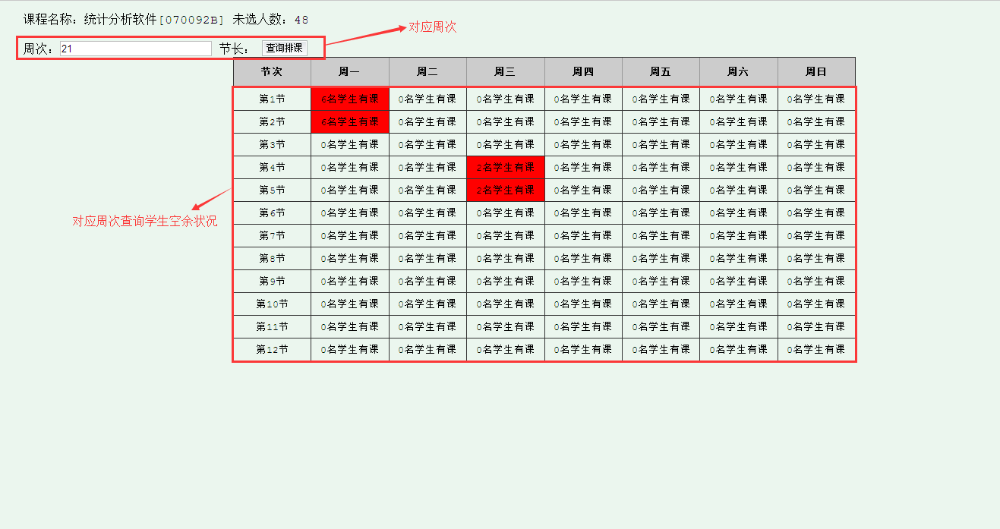 课程名称：统计分析软件[070092B] 未选人数：48
对应周次
周次：21 节长： 查询排课
节次 周一 周二 周三 周四 周五 周六 周日
第1节 6名学生有课 0名学生有课 0名学生有课 0名学生有课 0名学生有课 0名学生有课 0名学生有课
第2节 6名学生有课 0名学生有课 0名学生有课 0名学生有课 0名学生有课 0名学生有课 0名学生有课
第3节 0名学生有课 0名学生有课 0名学生有课 0名学生有课 0名学生有课 0名学生有课 0名学生有课
第4节 0名学生有课 0名学生有课 2名学生有课 0名学生有课 0名学生有课 0名学生有课 0名学生有课
第5节 0名学生有课 0名学生有课 2名学生有课 0名学生有课 0名学生有课 0名学生有课 0名学生有课
对应周次查询学生空余状况
第6节 0名学生有课 0名学生有课 0名学生有课 0名学生有课 0名学生有课 0名学生有课 0名学生有课
第7节 0名学生有课 0名学生有课 0名学生有课 0名学生有课 0名学生有课 0名学生有课 0名学生有课
第8节 0名学生有课 0名学生有课 0名学生有课 0名学生有课 0名学生有课 0名学生有课 0名学生有课
第9节 0名学生有课 0名学生有课 0名学生有课 0名学生有课 0名学生有课 0名学生有课 0名学生有课
第10节 0名学生有课 0名学生有课 0名学生有课 0名学生有课 0名学生有课 0名学生有课 0名学生有课
第11节 0名学生有课 0名学生有课 0名学生有课 0名学生有课 0名学生有课 0名学生有课 0名学生有课
第12节 0名学生有课 0名学生有课 0名学生有课 0名学生有课 0名学生有课 0名学生有课 0名学生有课